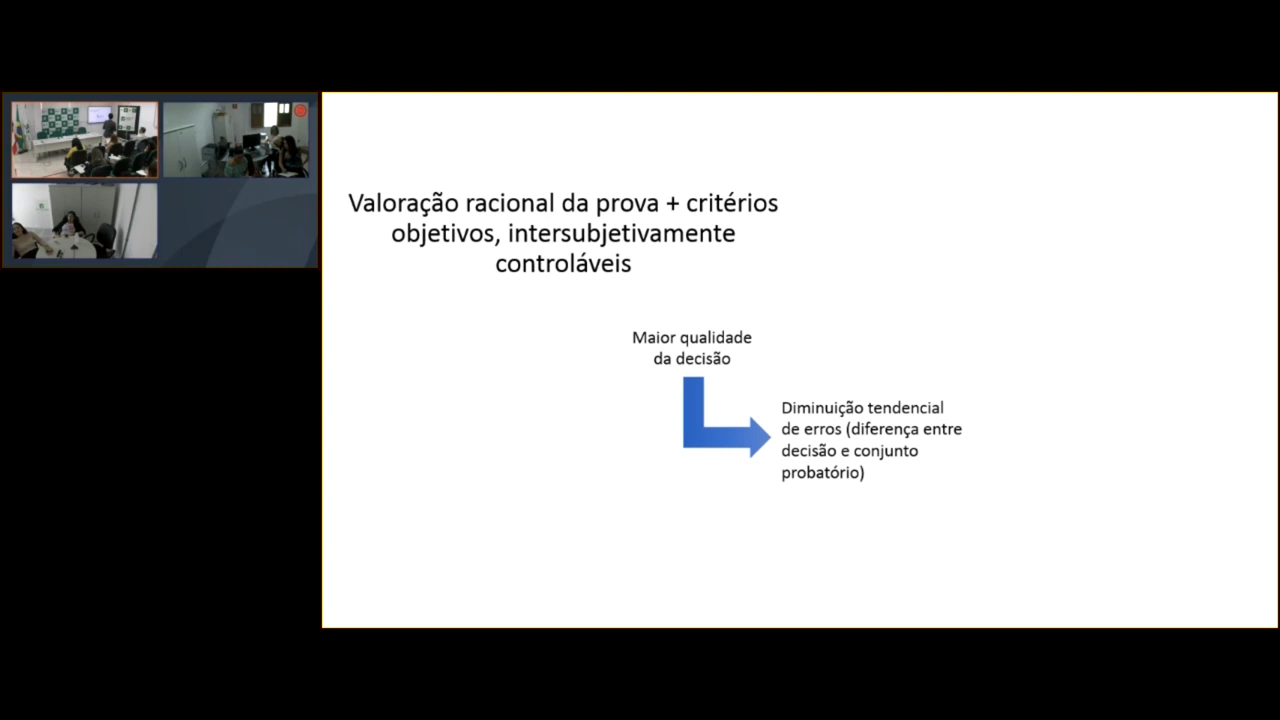 Valoração racional da prova + critérios
objetivos, intersubjetivamente
controláveis
Maior qualidade
da decisão
Diminuição tendencial
de erros (diferença entre
decisão e conjunto
probatório)